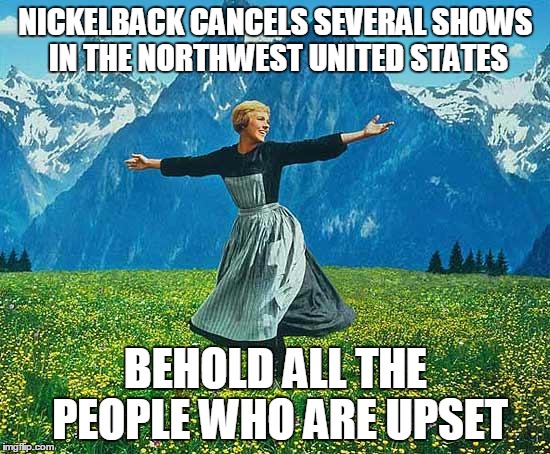 NICKELBACK CANCELS SEVERAL SHOWS
IN THE NORTHWEST UNITED STATES
BEHOLD ALL THE
PEOPLE WHO ARE UPSET
imgflip.com